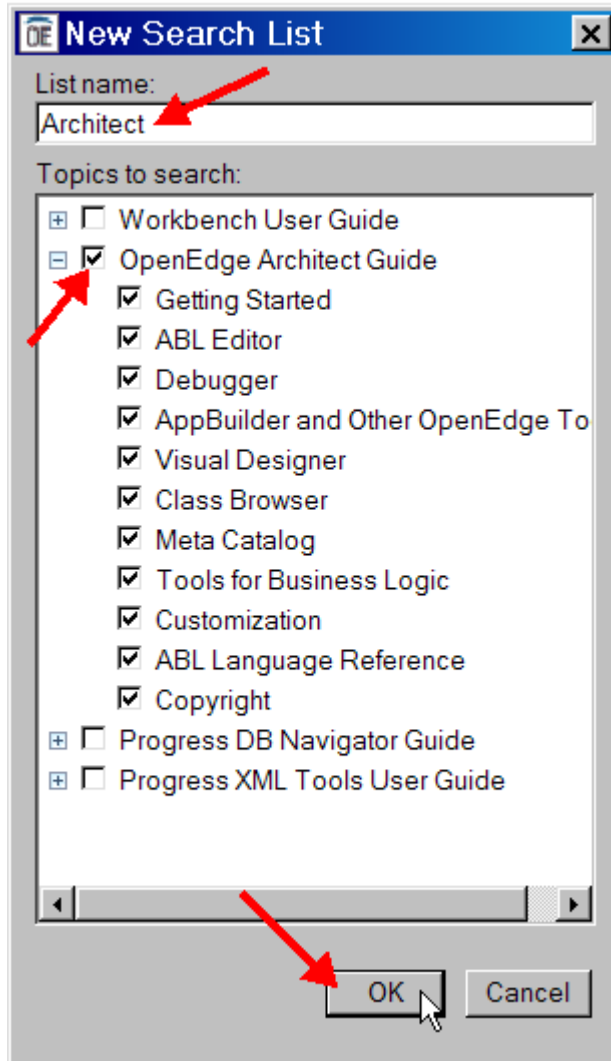 OE New Search List
List name:
Architect
Topics to search:
Workbench User Guide
OpenEdge Architect Guide
Getting Started
ABL Editor
Debugger
AppBuilder and Other OpenEdge To
Visual Designer
Class Browser
Meta Catalog
Tools for Business Logic
Customization
ABL Language Reference
Copyright
Progress DB Navigator Guide
Progress XML Tools User Guide
OK Cancel